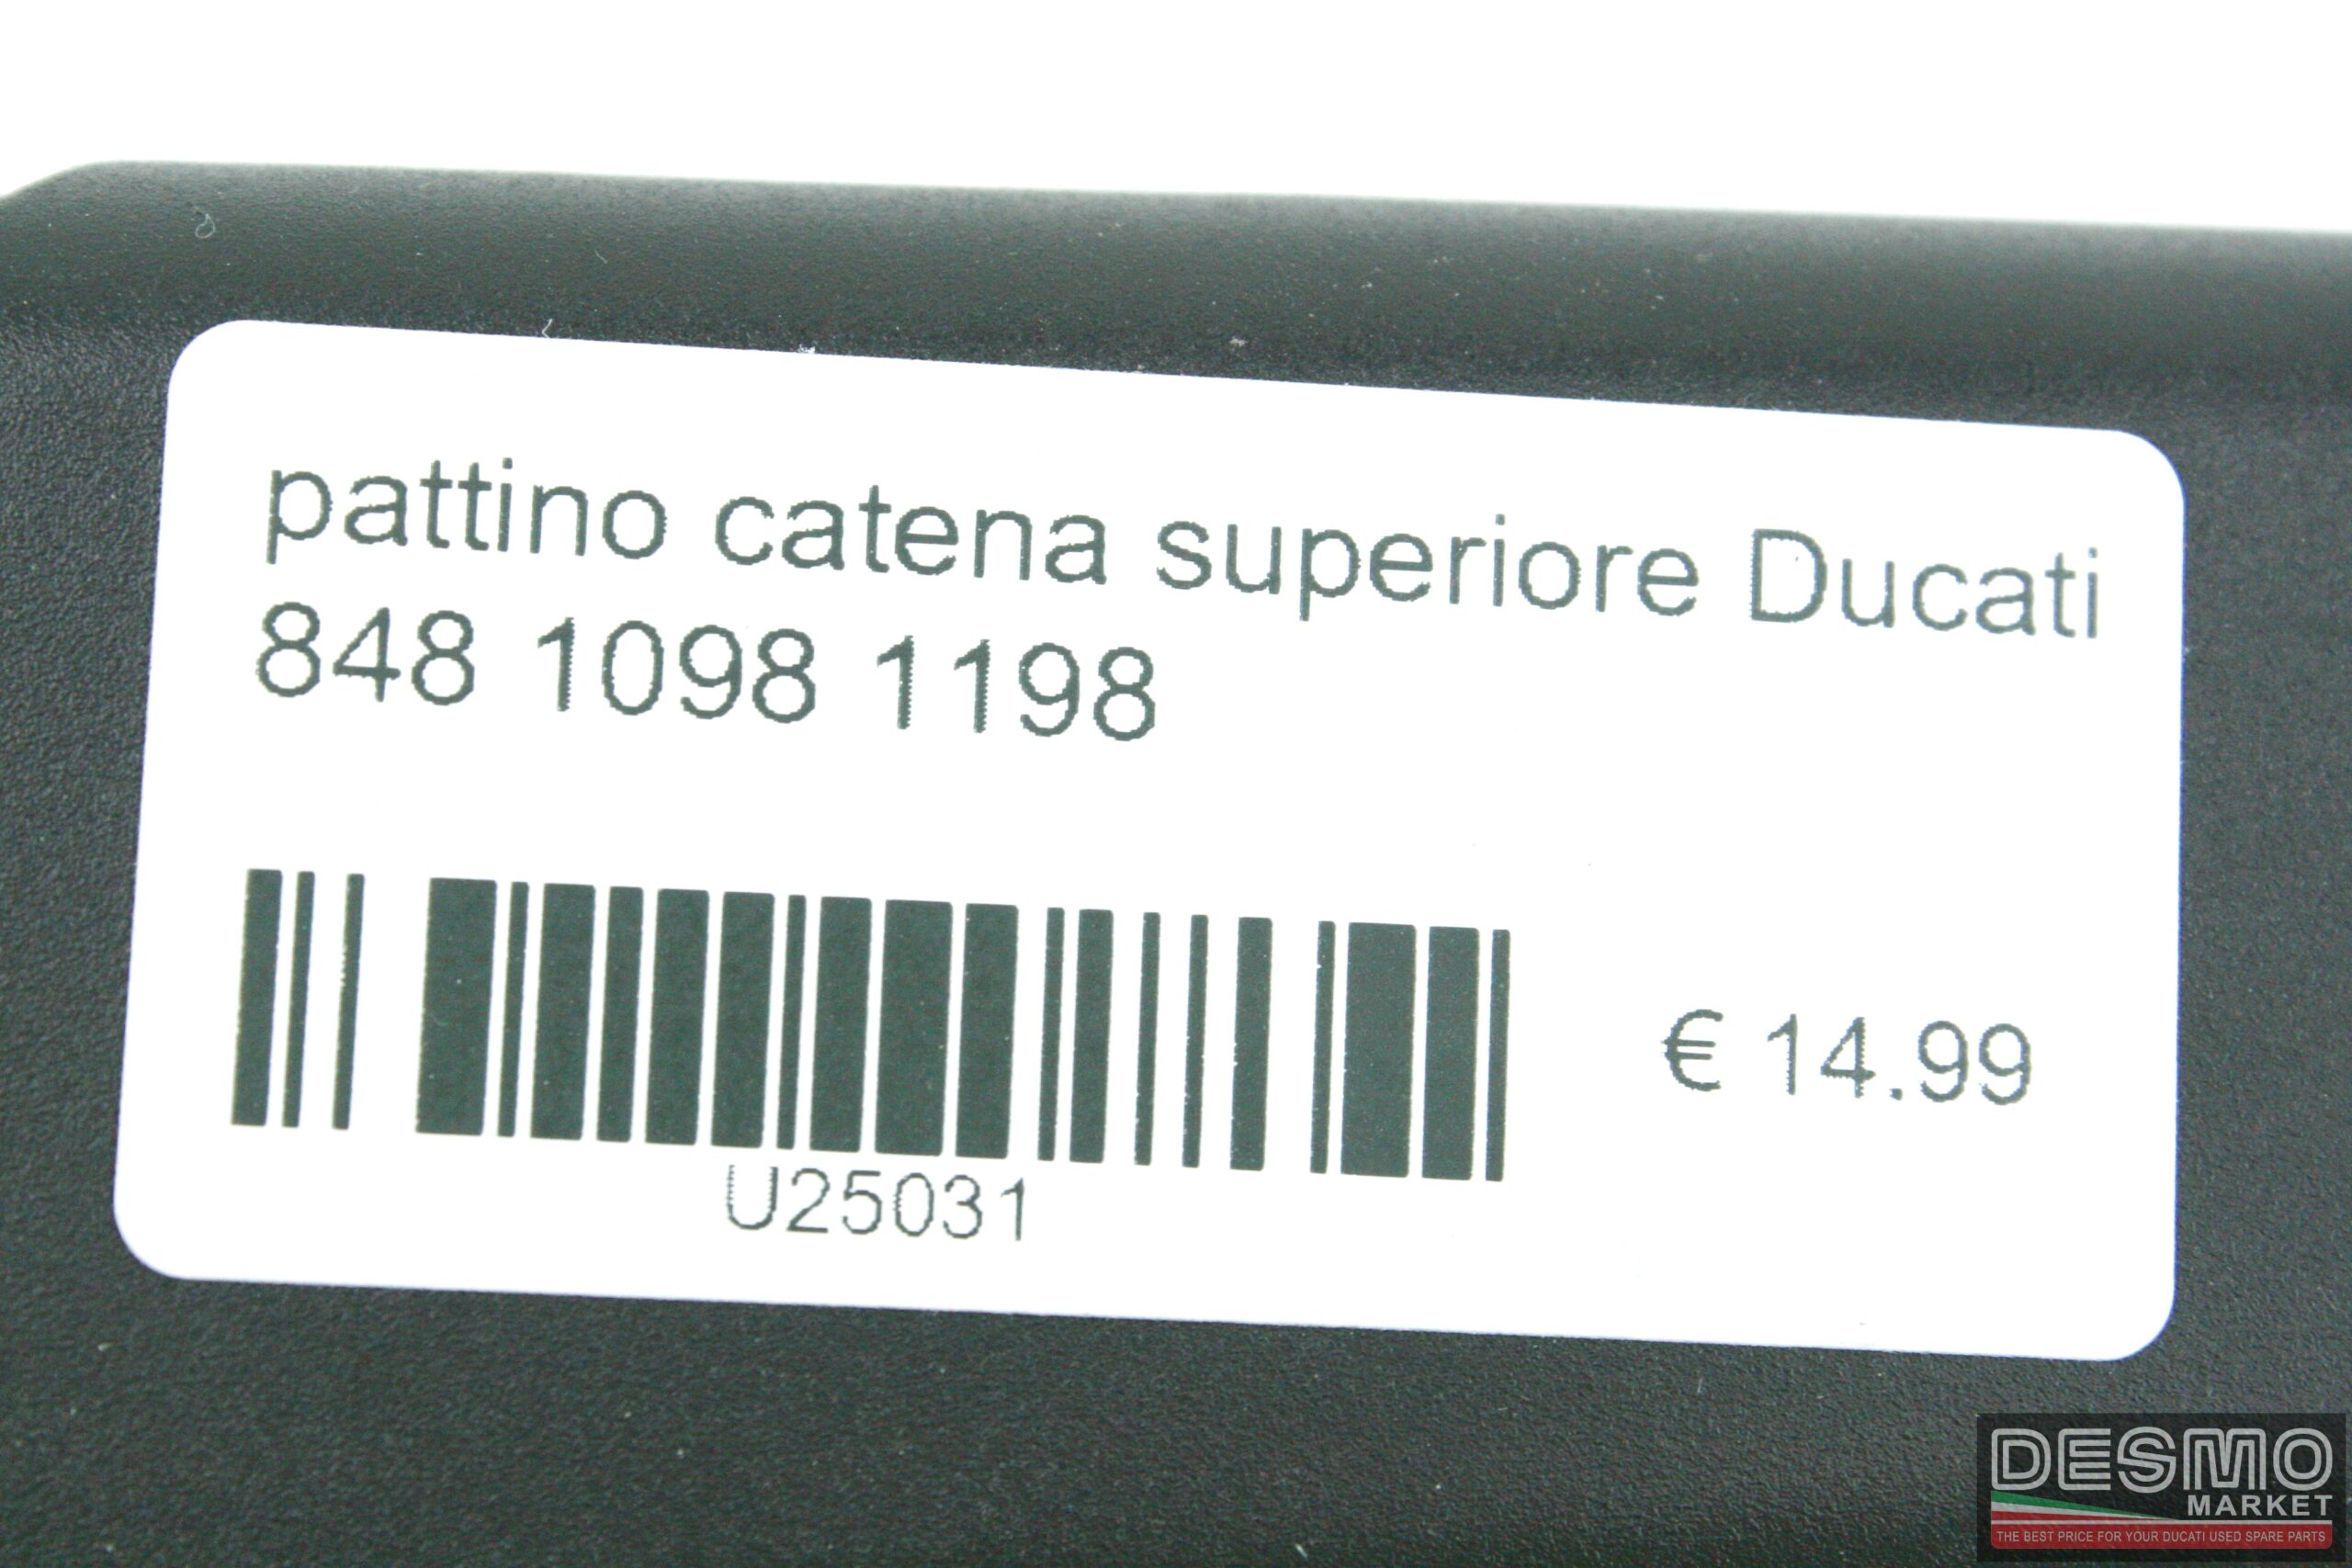 pattino catena superiore Ducati
848 1098 1198
€ 14.99
U25031
DESMO
MARKET
THE BEST PRICE FOR YOUR DUCATI USED SPARE PARTS